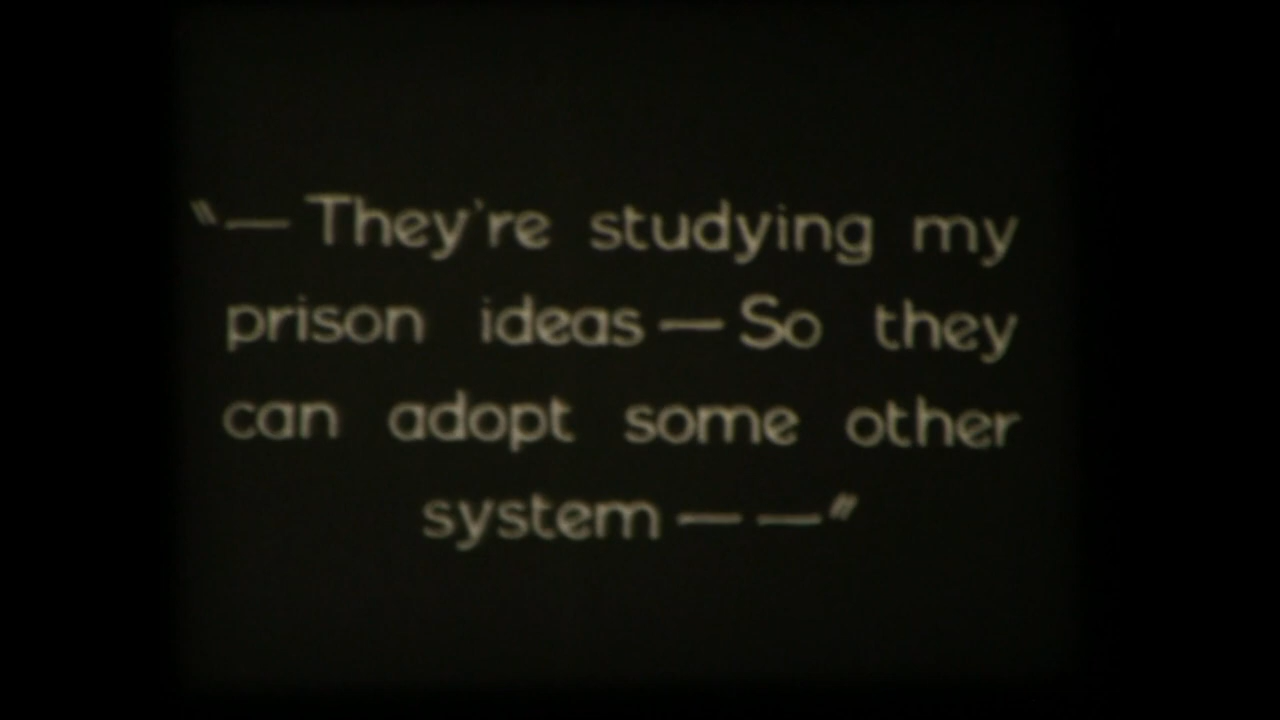 "—They're studying my
prison ideas—So they
can adopt some other
system— —"